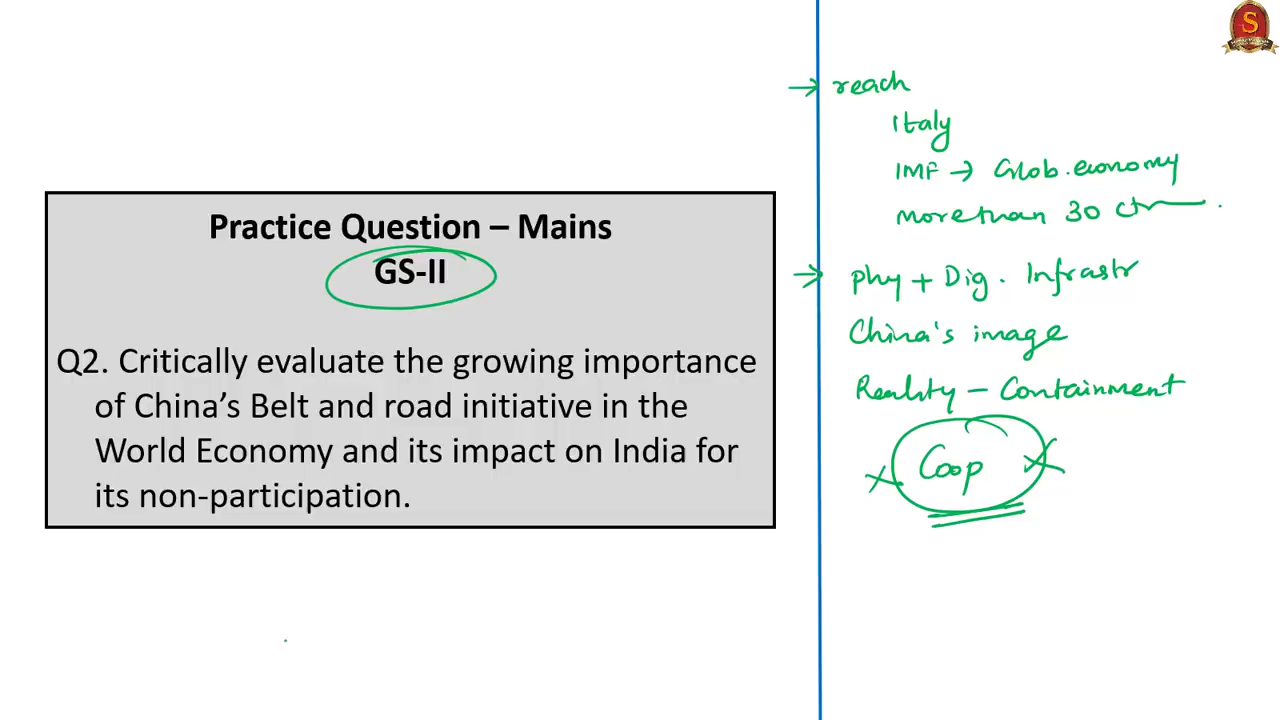 Practice Question – Mains
GS-II
Q2. Critically evaluate the growing importance
of China's Belt and road initiative in the
World Economy and its impact on India for
its non-participation.
→ reach
Italy
IMF → Glob. economy
more than 30
→ Phy + Dig. Infrastr
China's image
Reality – Containment
x Coop x
S